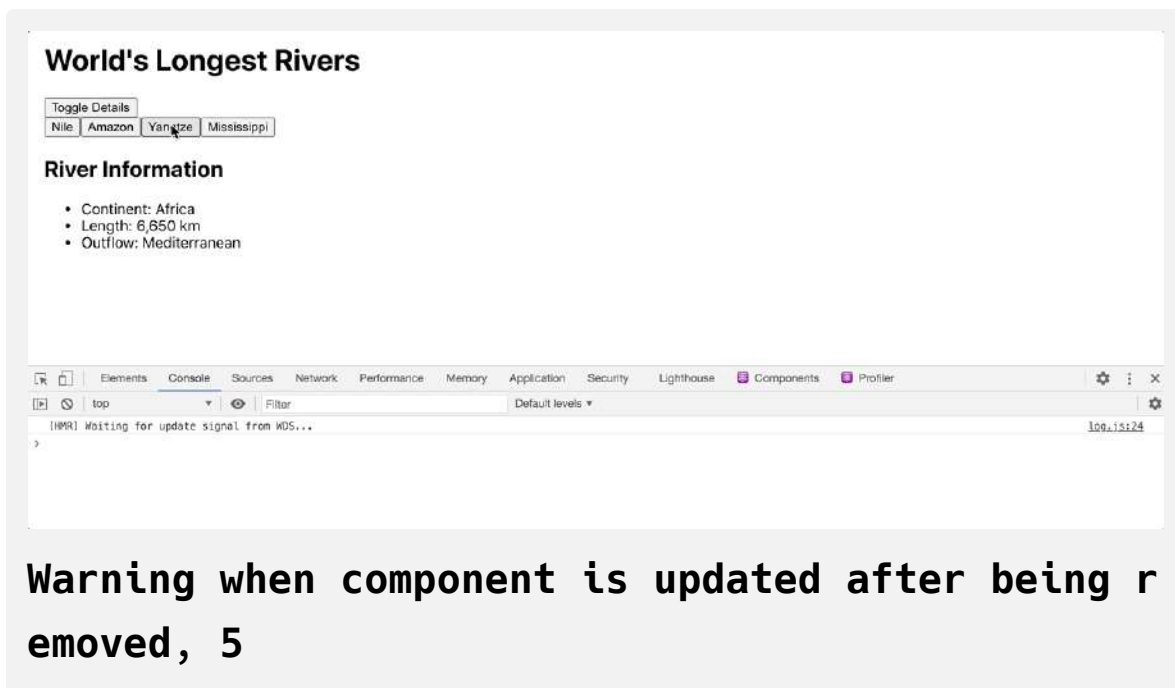 World's Longest Rivers
Toggle Details
Nile Amazon Yangtze Mississippi
River Information
• Continent: Africa
• Length: 6,650 km
• Outflow: Mediterranean
Elements Console Sources Network Performance Memory Application Security Lighthouse Components Profiler
top Filter Default levels ▼
[HMR] Waiting for update signal from WDS... log.js:24
>
Warning when component is updated after being r
emoved, 5